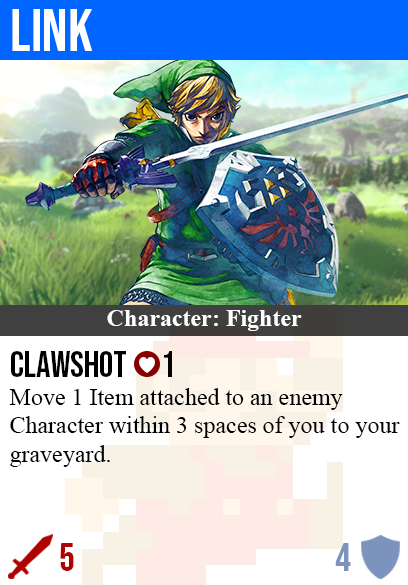 LINK
Character: Fighter
CLAWSHOT 1
Move 1 Item attached to an enemy
Character within 3 spaces of you to your
graveyard.
5
4